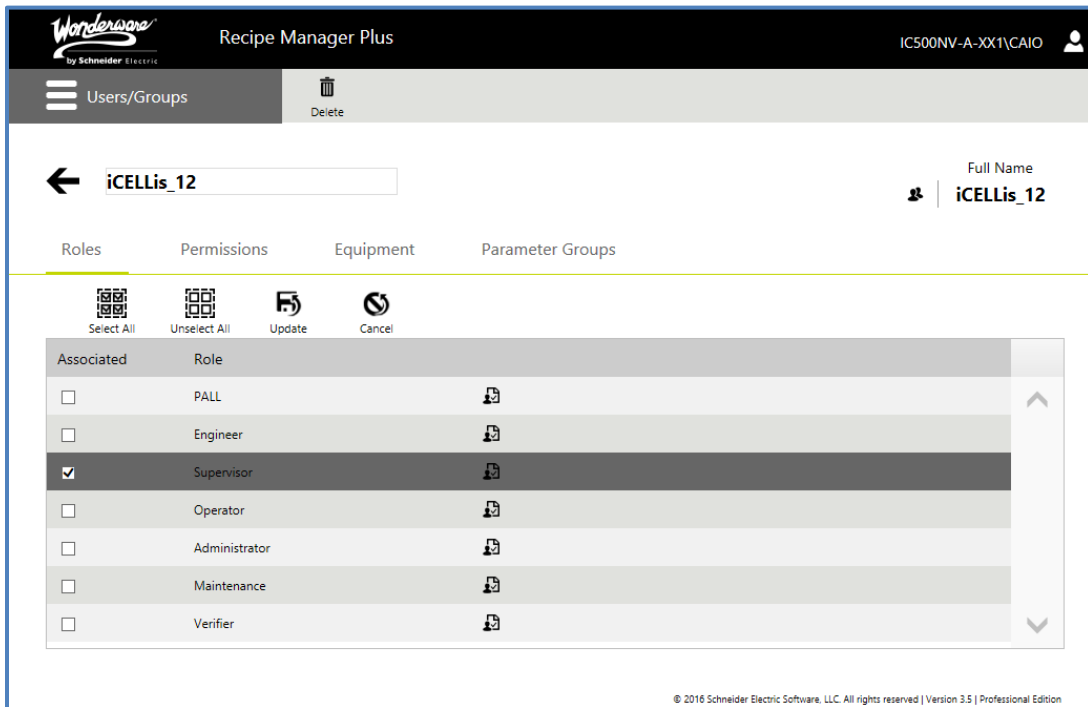 Wonderware
by Schneider Electric
Recipe Manager Plus
IC500NV-A-XX1\CAIO
Users/Groups
Delete
iCELLis_12
Full Name
iCELLis_12
Roles Permissions Equipment Parameter Groups
Select All Unselect All Update Cancel
Associated Role
PALL
Engineer
Supervisor
Operator
Administrator
Maintenance
Verifier
© 2016 Schneider Electric Software, LLC. All rights reserved | Version 3.5 | Professional Edition